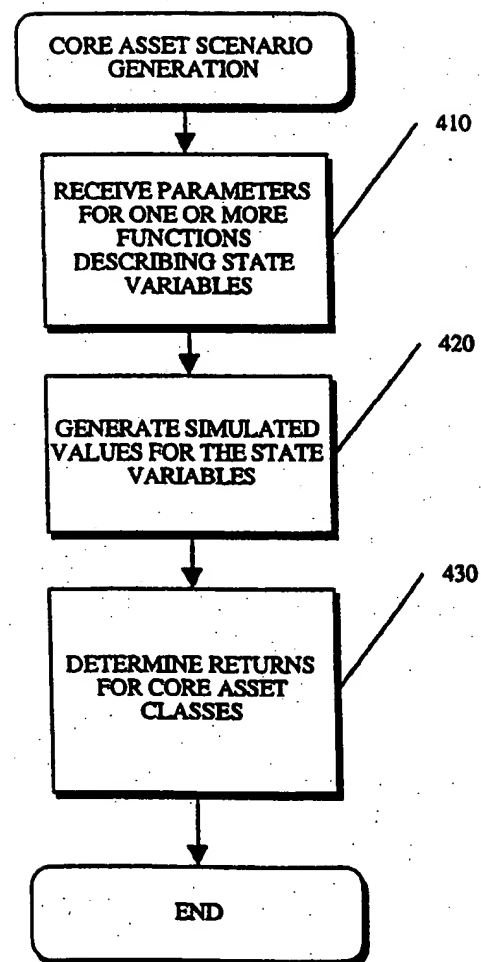 CORE ASSET SCENARIO
GENERATION
410
RECEIVE PARAMETERS
FOR ONE OR MORE
FUNCTIONS
DESCRIBING STATE
VARIABLES
420
GENERATE SIMULATED
VALUES FOR THE STATE
VARIABLES
430
DETERMINE RETURNS
FOR CORE ASSET
CLASSES
END